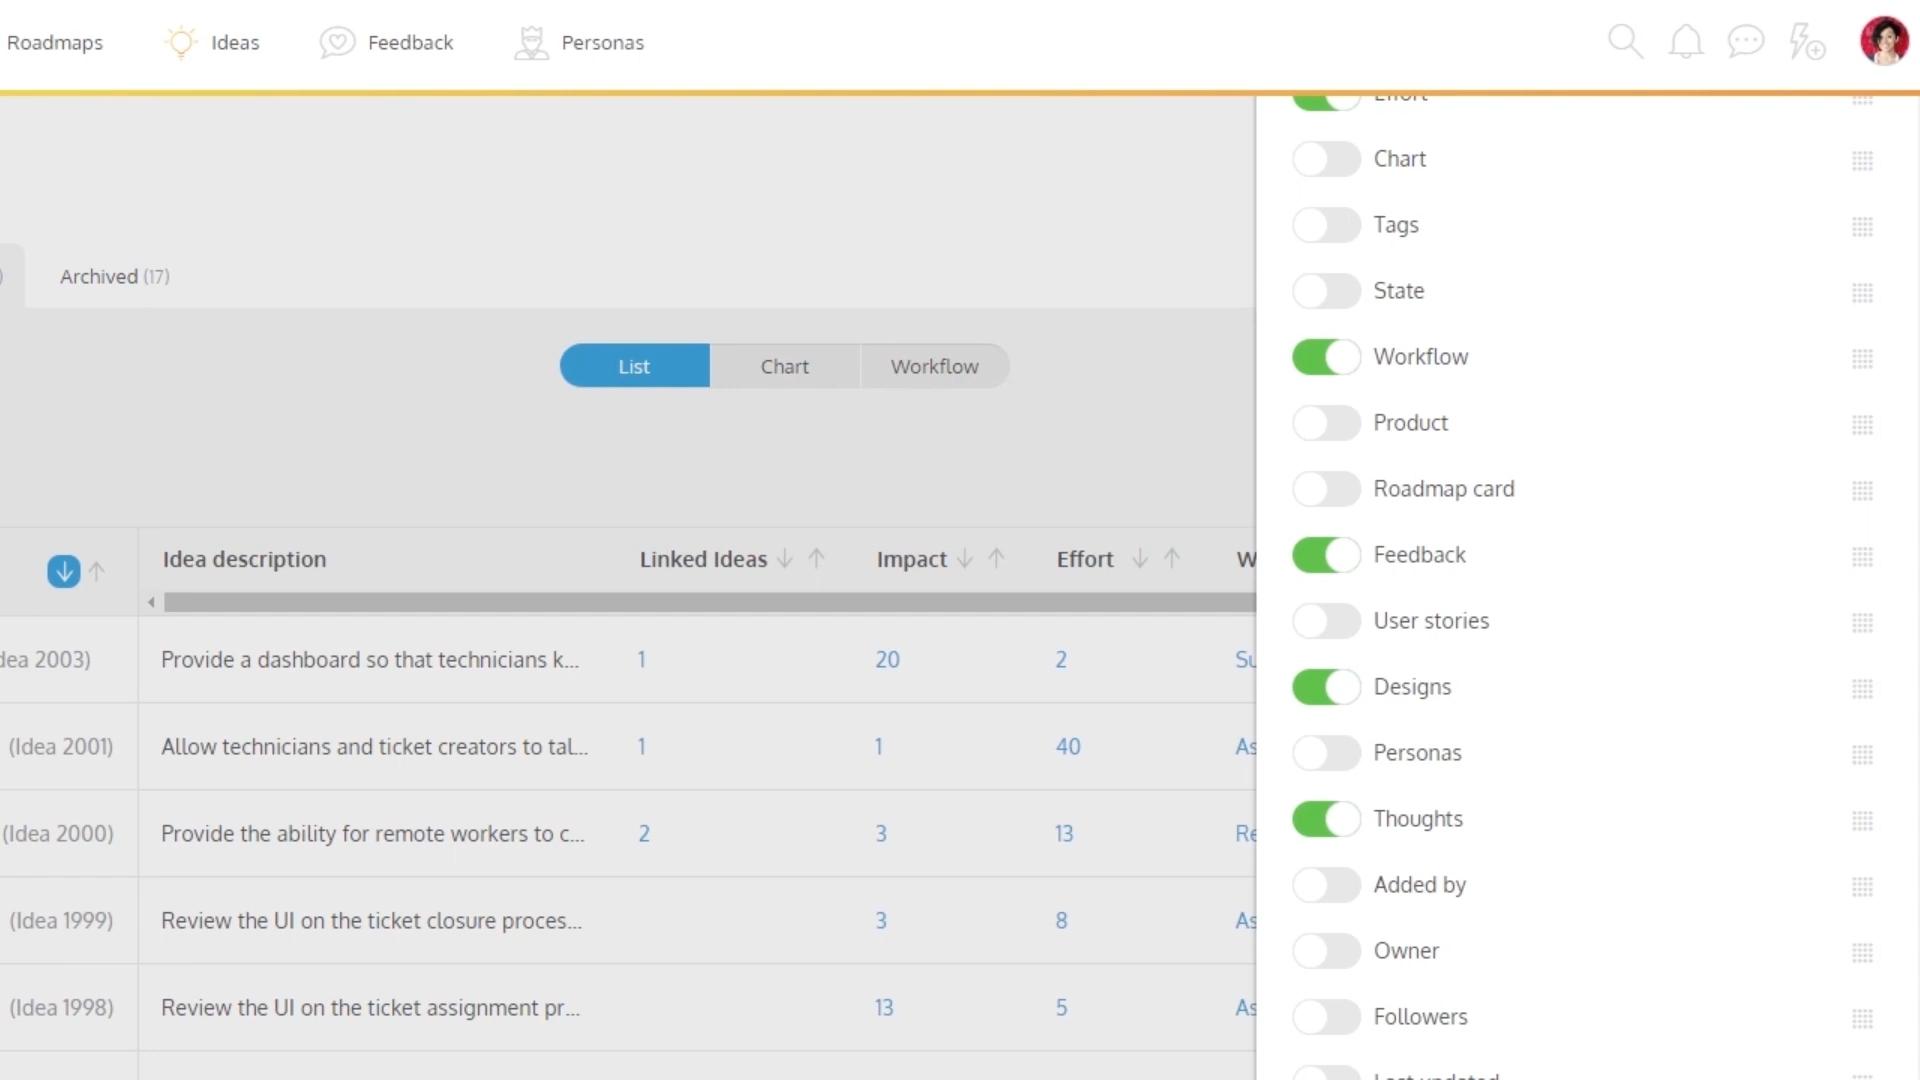 Roadmaps Ideas Feedback Personas
Effort
Chart
Tags
Archived (17) State
List Chart Workflow Workflow
Product
Roadmap card
Idea description Linked Ideas Impact Effort Feedback
User stories
Provide a dashboard so that technicians k... 1 20 2 Designs
(Idea 2001) Allow technicians and ticket creators to tal... 1 1 40 Personas
(Idea 2000) Provide the ability for remote workers to c... 2 3 13 Thoughts
Added by
(Idea 1999) Review the UI on the ticket closure proces... 3 8 Owner
(Idea 1998) Review the UI on the ticket assignment pr... 13 5 Followers
Last updated